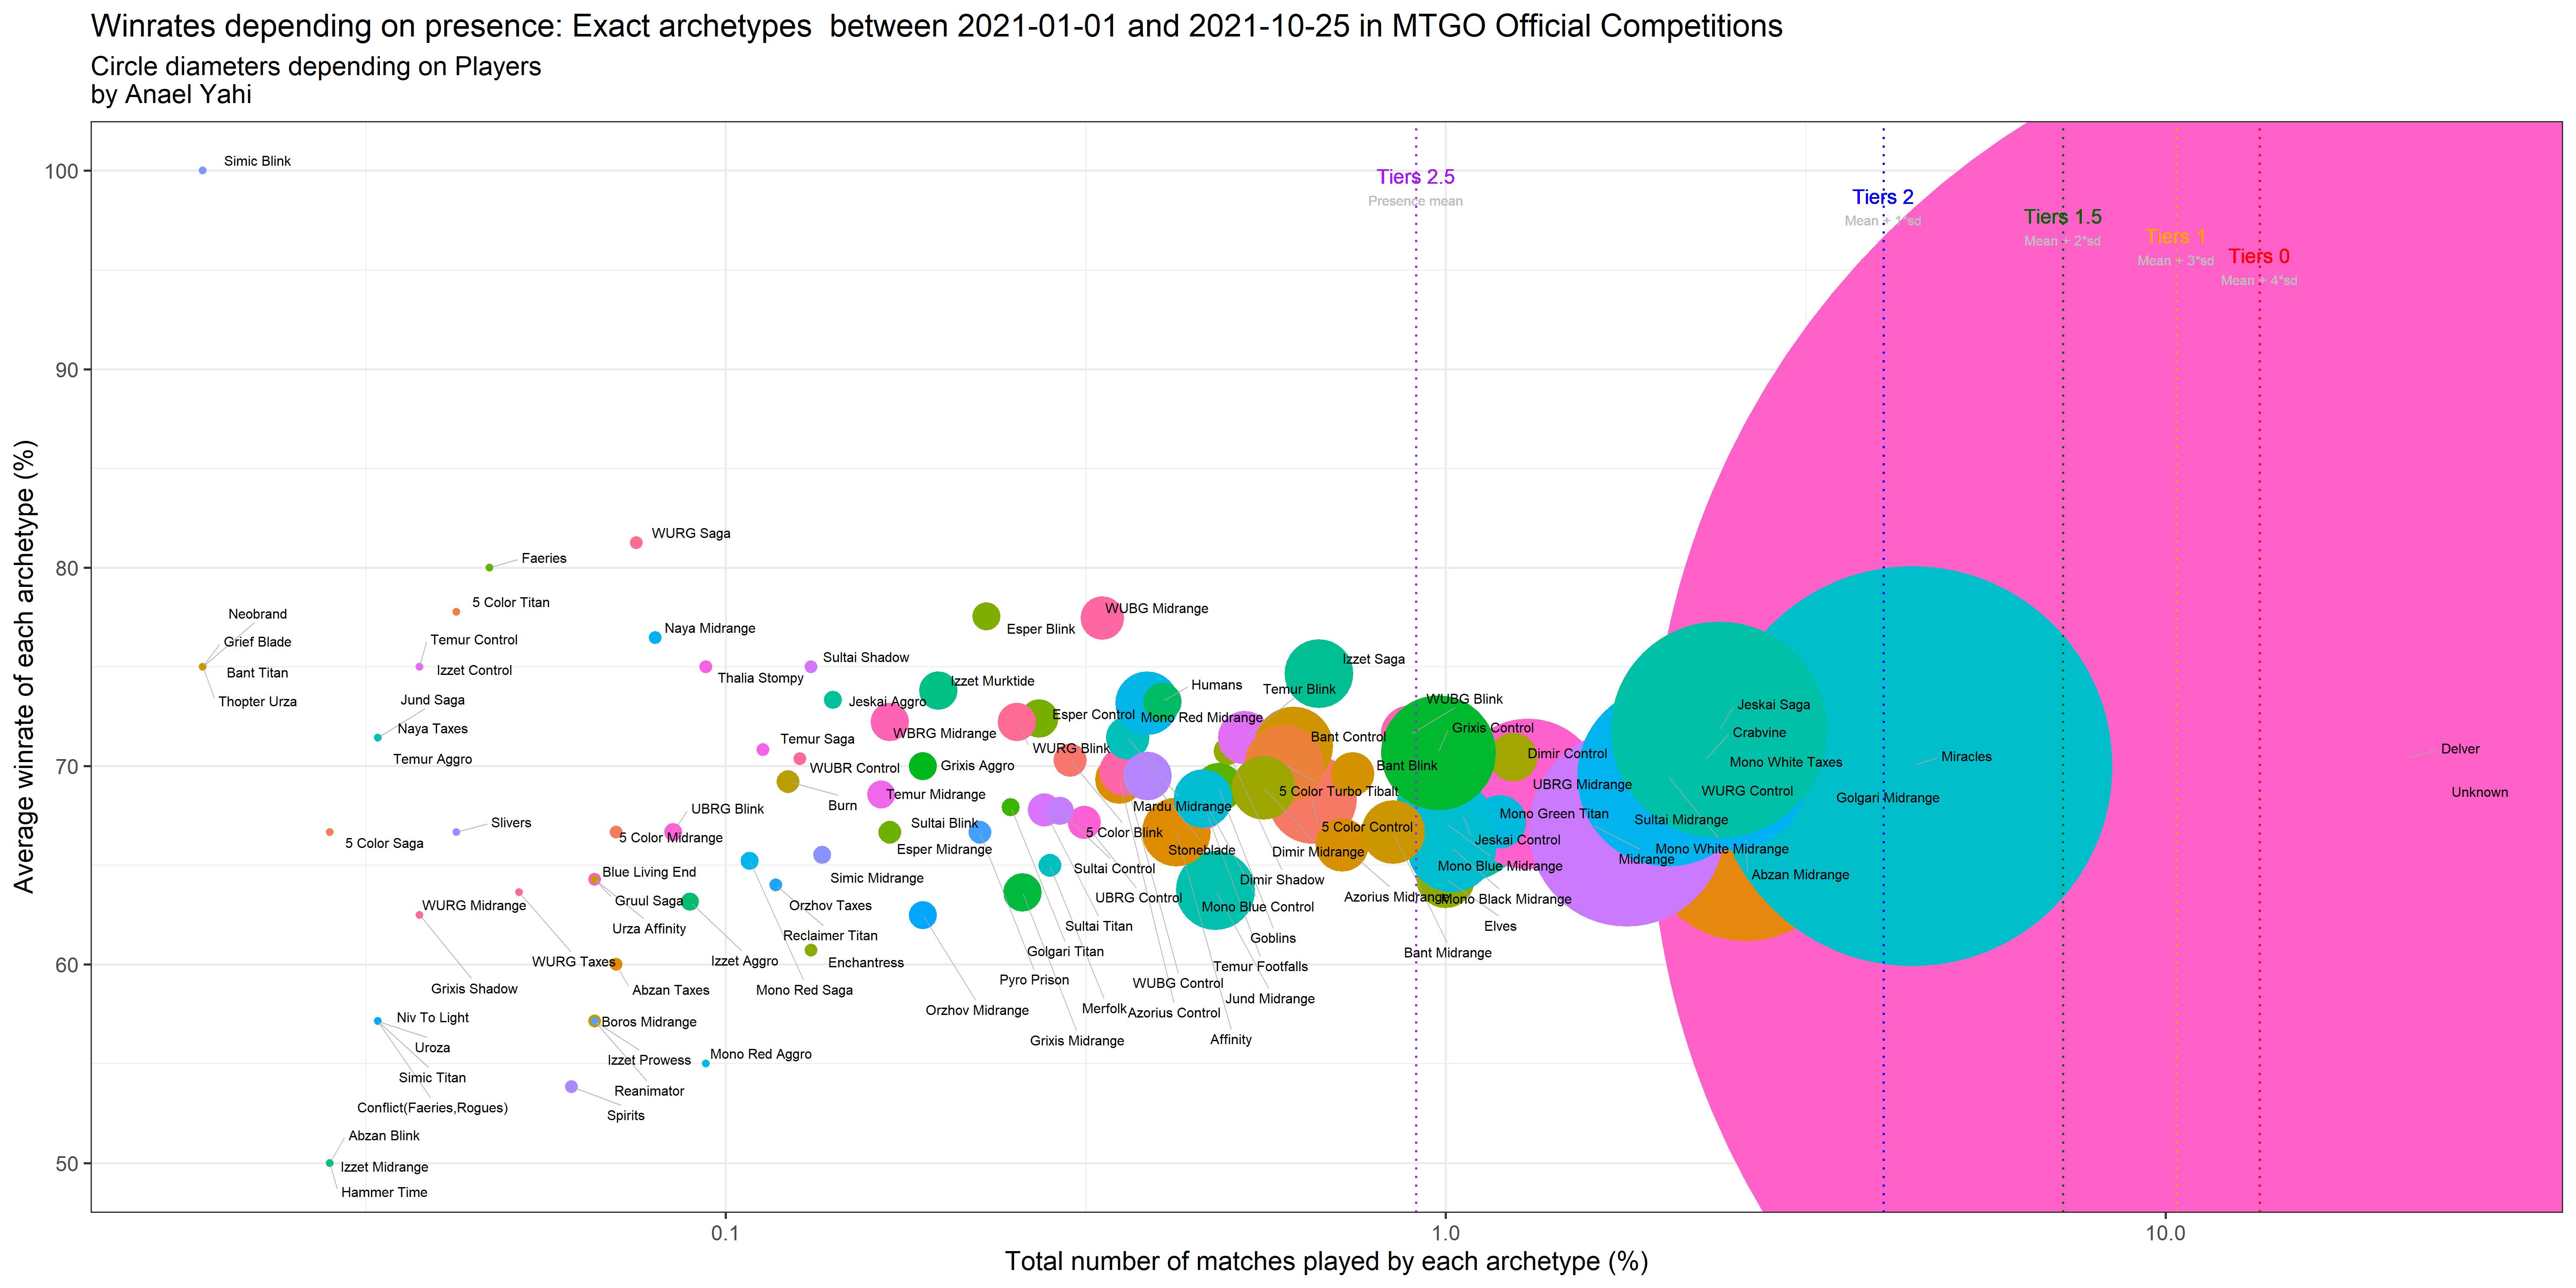 Winrates depending on presence: Exact archetypes  between 2021-01-01 and 2021-10-25 in MTGO Official Competitions
Circle diameters depending on Players
by Anael Yahi
Average winrate of each archetype (%)
100
90
80
70
60
50
Tiers 2.5
Presence mean
Tiers 2
Mean + 1*sd
Tiers 1.5
Mean + 2*sd
Tiers 1
Mean + 3*sd
Tiers 0
Mean + 4*sd
Simic Blink
WURG Saga
Faeries
5 Color Titan
Neobrand
Grief Blade
Bant Titan
Thopter Urza
Temur Control
Izzet Control
Naya Midrange
Thalia Stompy
Sultai Shadow
Esper Blink
WUBG Midrange
Izzet Saga
Jund Saga
Naya Taxes
Temur Aggro
Jeskai Aggro
Izzet Murktide
WBRG Midrange
Esper Control
WURG Blink
Humans
Mono Red Midrange
Temur Blink
WUBG Blink
Grixis Control
Bant Control
Bant Blink
Dimir Control
Jeskai Saga
Crabvine
Mono White Taxes
Miracles
Delver
Unknown
Temur Saga
WUBR Control
Burn
Grixis Aggro
Temur Midrange
Mardu Midrange
5 Color Turbo Tibalt
UBRG Midrange
WURG Control
Golgari Midrange
5 Color Saga
Slivers
5 Color Midrange
UBRG Blink
Sultai Blink
Esper Midrange
5 Color Blink
Stoneblade
5 Color Control
Mono Green Titan
Sultai Midrange
Jeskai Control
Mono White Midrange
Midrange
Mono Blue Midrange
Dimir Midrange
Abzan Midrange
Blue Living End
Gruul Saga
Urza Affinity
Simic Midrange
Orzhov Taxes
Reclaimer Titan
Enchantress
Sultai Control
UBRG Control
Sultai Titan
Dimir Shadow
Mono Blue Control
Azorius Midrange
Mono Black Midrange
Elves
Bant Midrange
WURG Midrange
WURG Taxes
Grixis Shadow
Izzet Aggro
Abzan Taxes
Mono Red Saga
Orzhov Midrange
Golgari Titan
Pyro Prison
Merfolk
Grixis Midrange
Goblins
Temur Footfalls
WUBG Control
Jund Midrange
Azorius Control
Affinity
Niv To Light
Uroza
Simic Titan
Conflict(Faeries,Rogues)
Boros Midrange
Izzet Prowess
Reanimator
Mono Red Aggro
Spirits
Abzan Blink
Izzet Midrange
Hammer Time
0.1
1.0
10.0
Total number of matches played by each archetype (%)